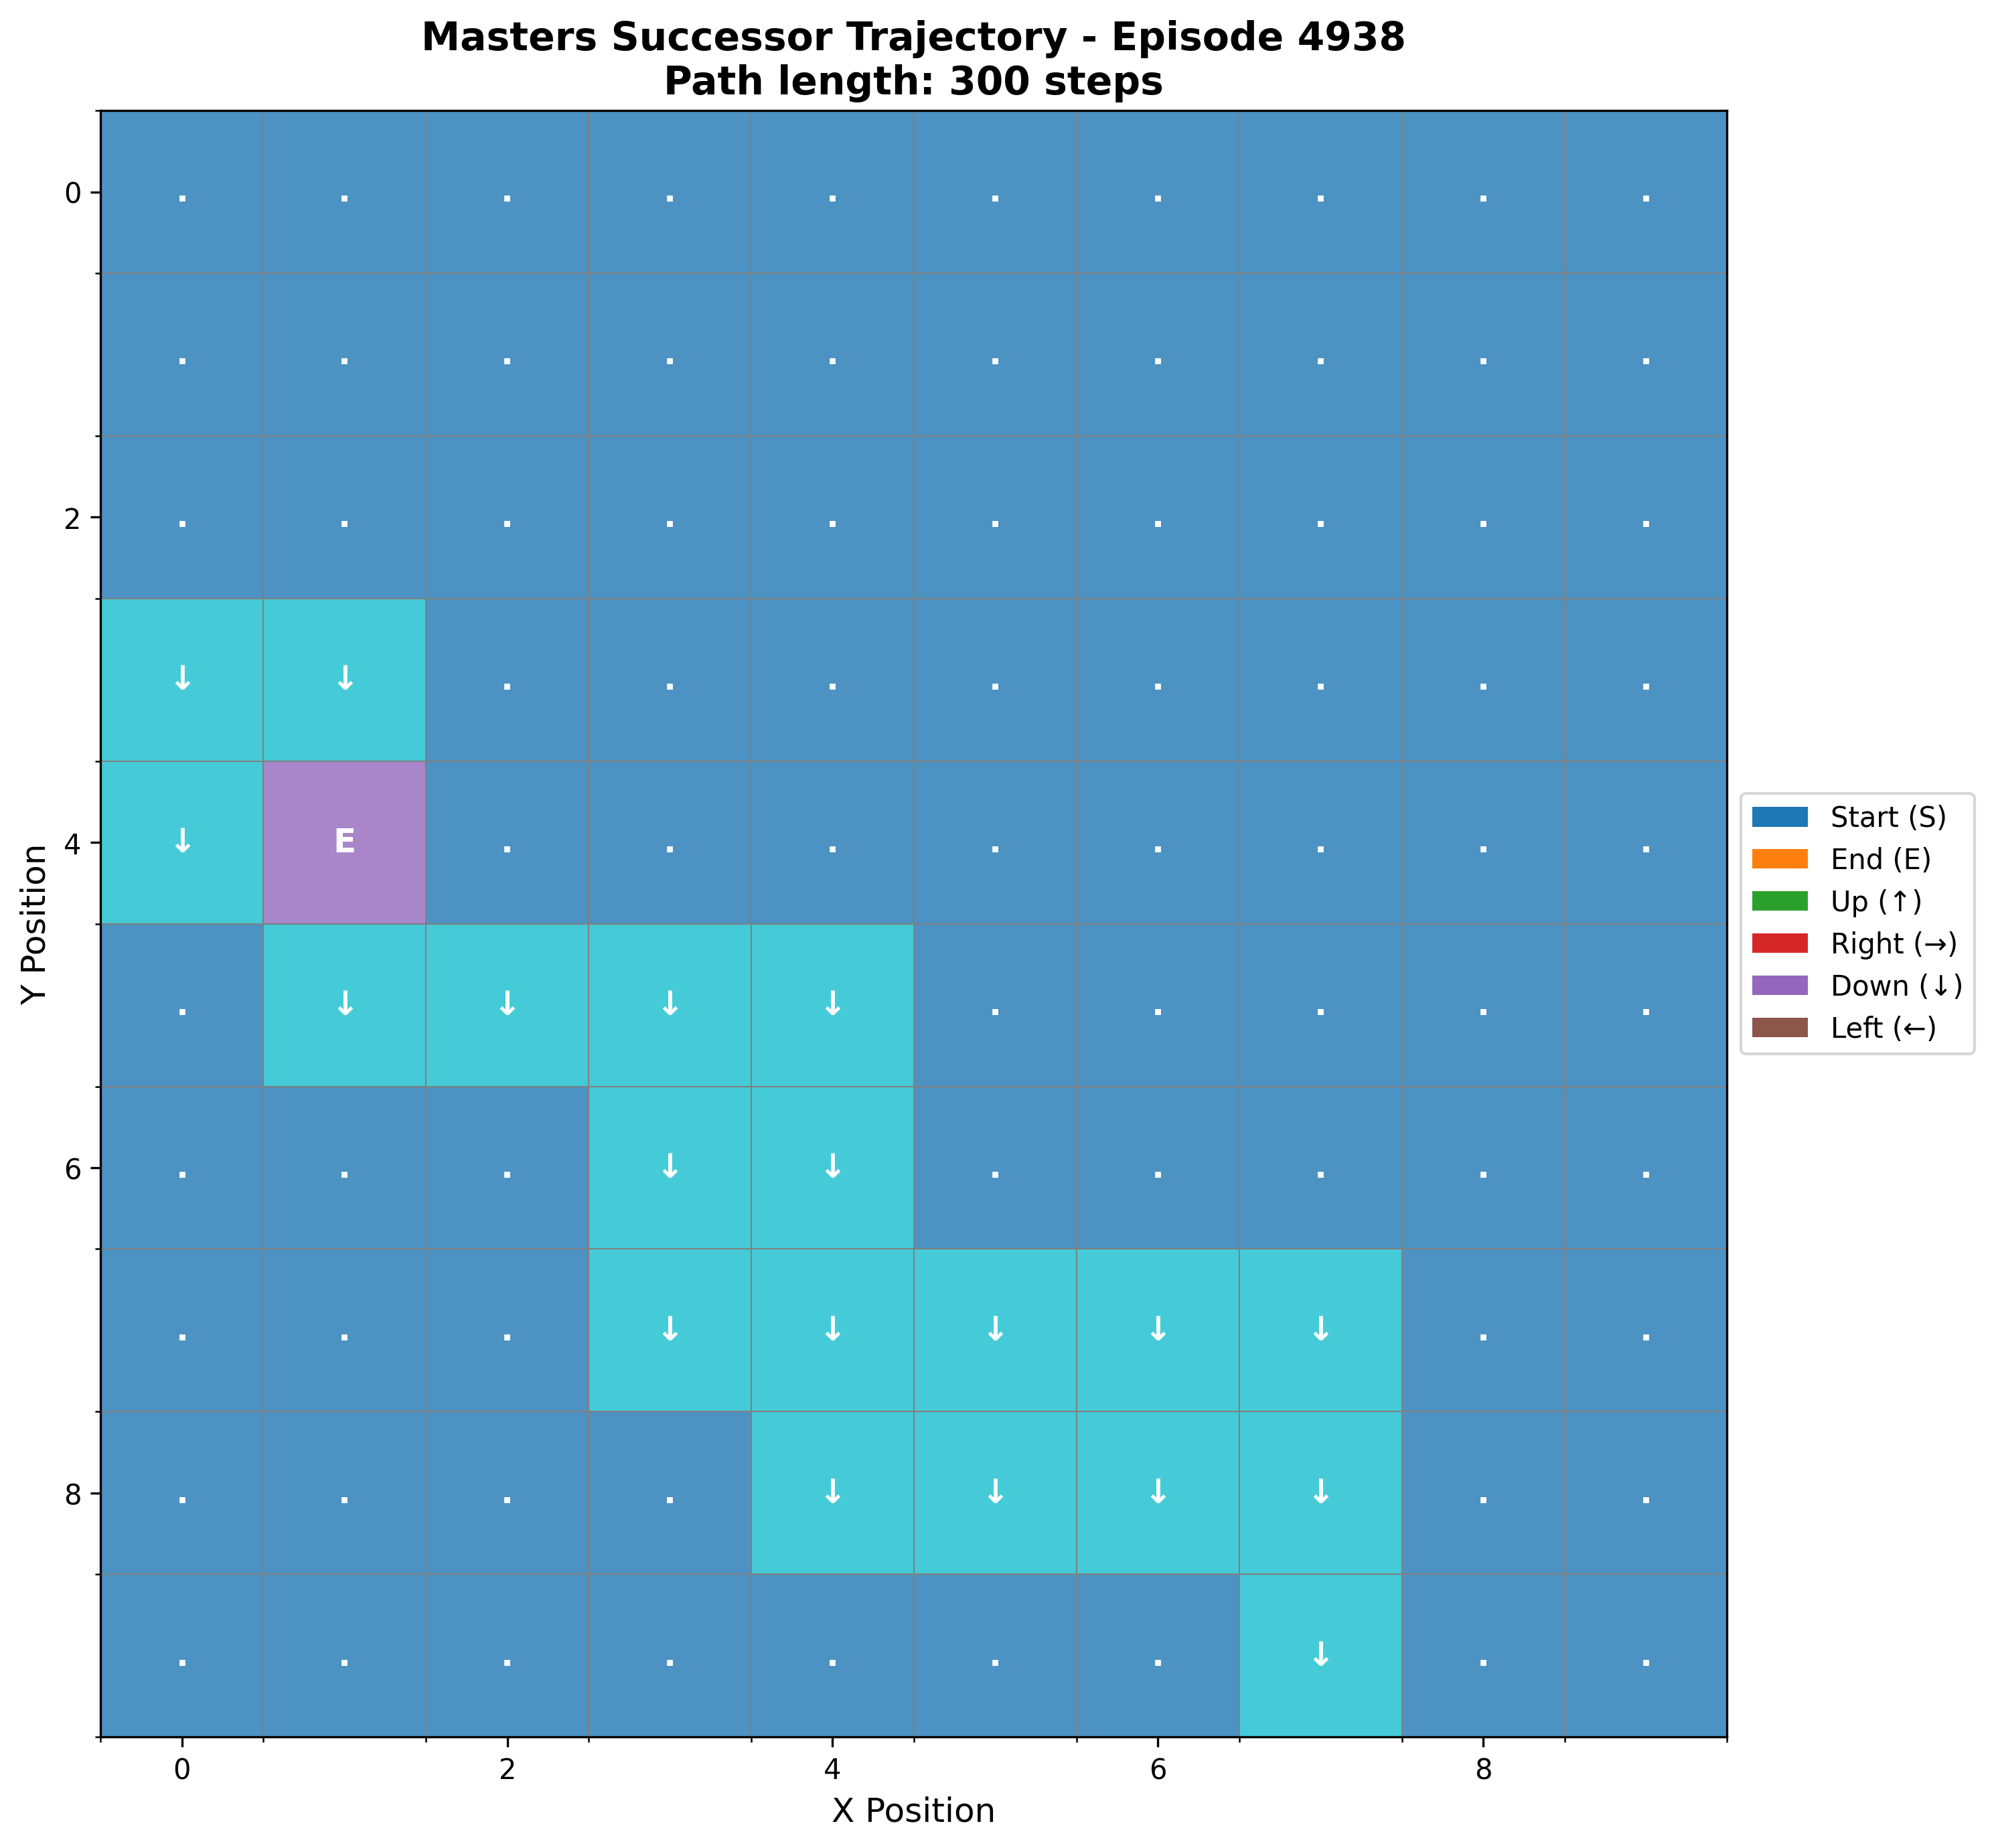 Masters Successor Trajectory - Episode 4938
Path length: 300 steps
0
. . . . . . . . . .
. . . . . . . . . .
2
. . . . . . . . . .
↓ ↓ . . . . . . . .
4
↓ E . . . . . . . .
. ↓ ↓ ↓ ↓ . . . . .
6
. . . ↓ ↓ . . . . .
. . . ↓ ↓ ↓ ↓ ↓ . .
8
. . . . ↓ ↓ ↓ ↓ . .
. . . . . . . ↓ . .
0 2 4 6 8
X Position
Y Position
Start (S)
End (E)
Up (↑)
Right (→)
Down (↓)
Left (←)